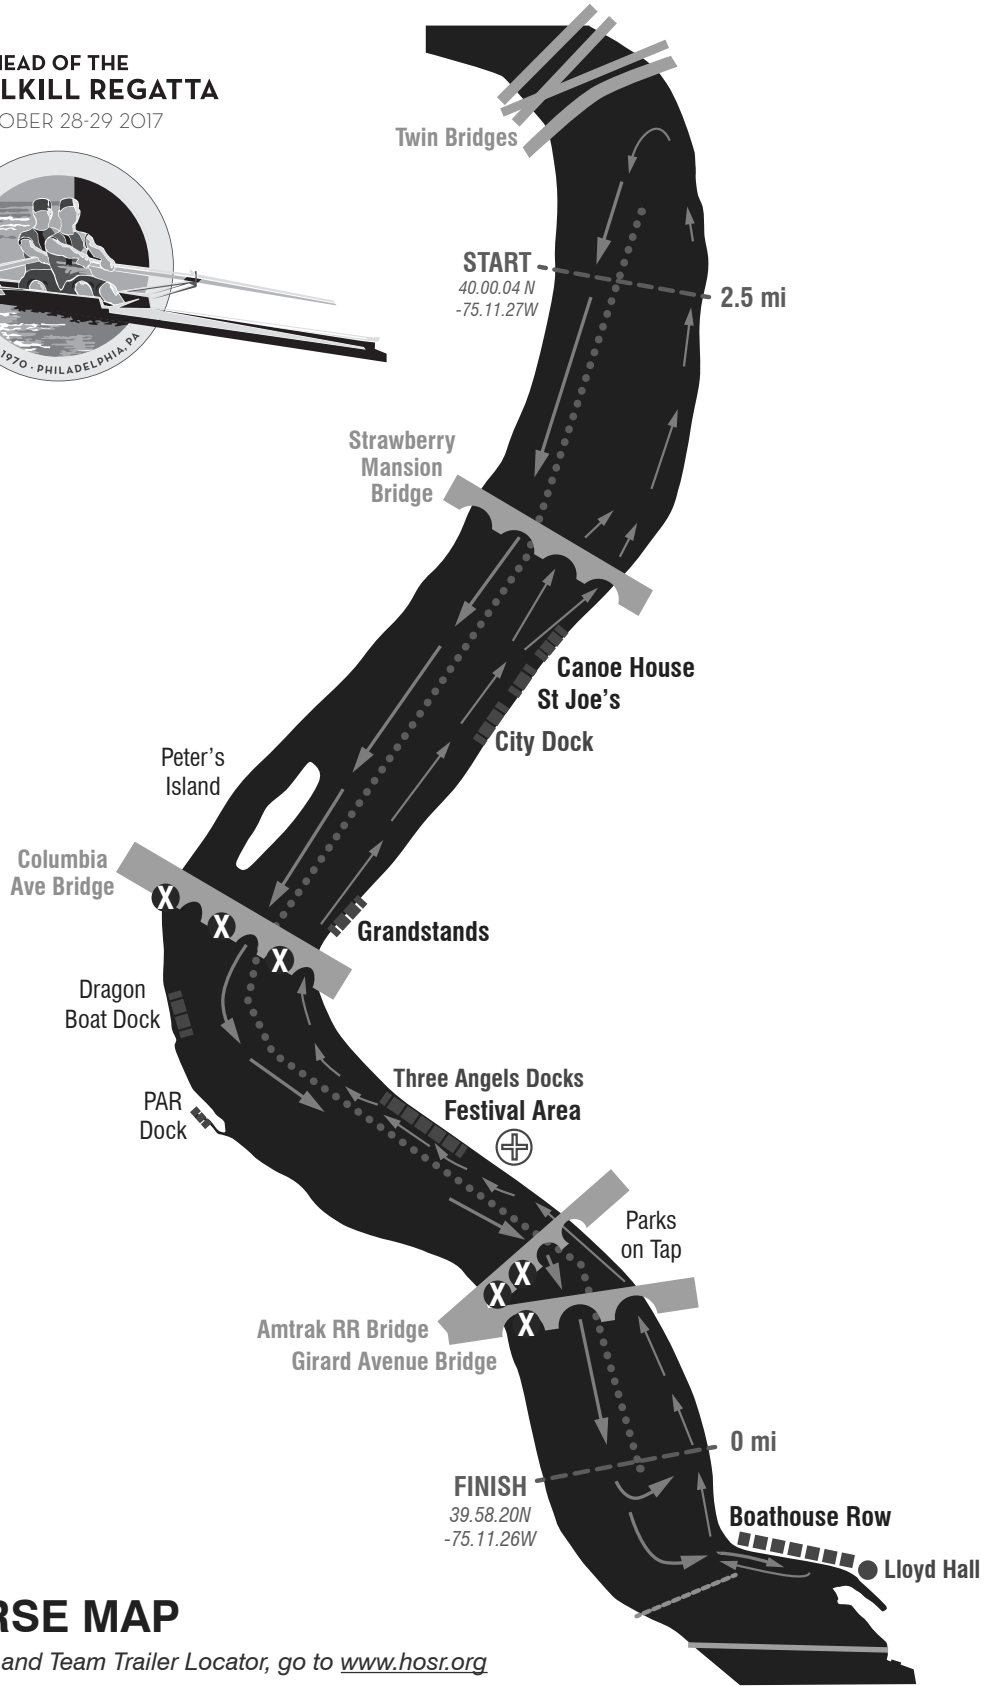 HEAD OF THE
LKILL REGATTA
OBER 28-29 2017
1970 · PHILADELPHIA, PA
Twin Bridges
START
40.00.04 N
-75.11.27W
2.5 mi
Strawberry
Mansion
Bridge
Canoe House
St Joe's
City Dock
Peter's
Island
Columbia
Ave Bridge
X
X
X
Grandstands
Dragon
Boat Dock
Three Angels Docks
Festival Area
PAR
Dock
Parks
on Tap
X
X
X
Amtrak RR Bridge
Girard Avenue Bridge
0 mi
FINISH
39.58.20N
-75.11.26W
Boathouse Row
Lloyd Hall
RSE MAP
and Team Trailer Locator, go to www.hosr.org